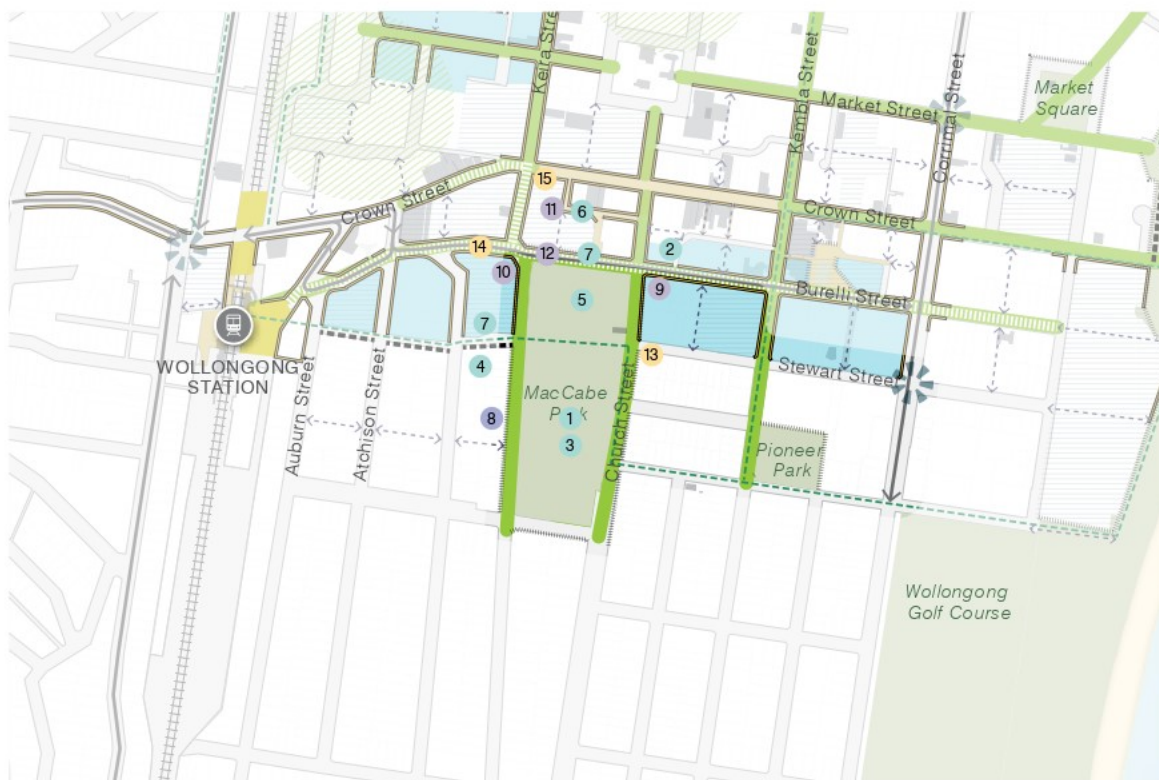 Keira Stre
Kembla Street
Market Street
Corrimal Street
Market
Square
15
Crown Street
11
6
Crown Street
14
12
7
2
10
5
9
Burelli Street
7
WOLLONGONG
STATION
4
13
Stewart Street
Auburn Street
Atchison Street
8
MacCabe
Park
1
3
Church Street
Pioneer
Park
Wollongong
Golf Course